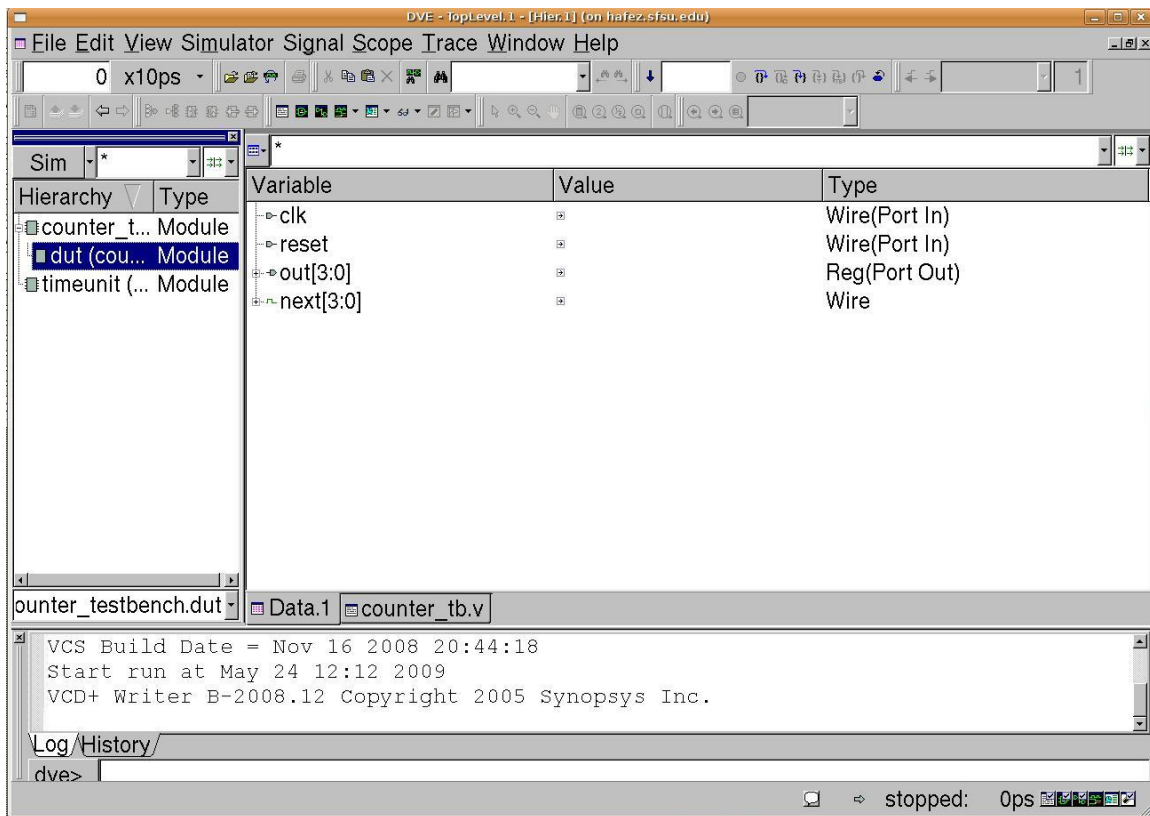 DVE - TopLevel.1 - [Hier.1] (on hafez.sfsu.edu)
File Edit View Simulator Signal Scope Trace Window Help
0 x10ps
1
Sim * *
Hierarchy Type
Variable Value Type
counter_t... Module
dut (cou... Module
timeunit (... Module
clk Wire(Port In)
reset Wire(Port In)
out[3:0] Reg(Port Out)
next[3:0] Wire
ounter_testbench.dut
Data.1 counter_tb.v
VCS Build Date = Nov 16 2008 20:44:18
Start run at May 24 12:12 2009
VCD+ Writer B-2008.12 Copyright 2005 Synopsys Inc.
Log History
dve>
stopped: 0ps